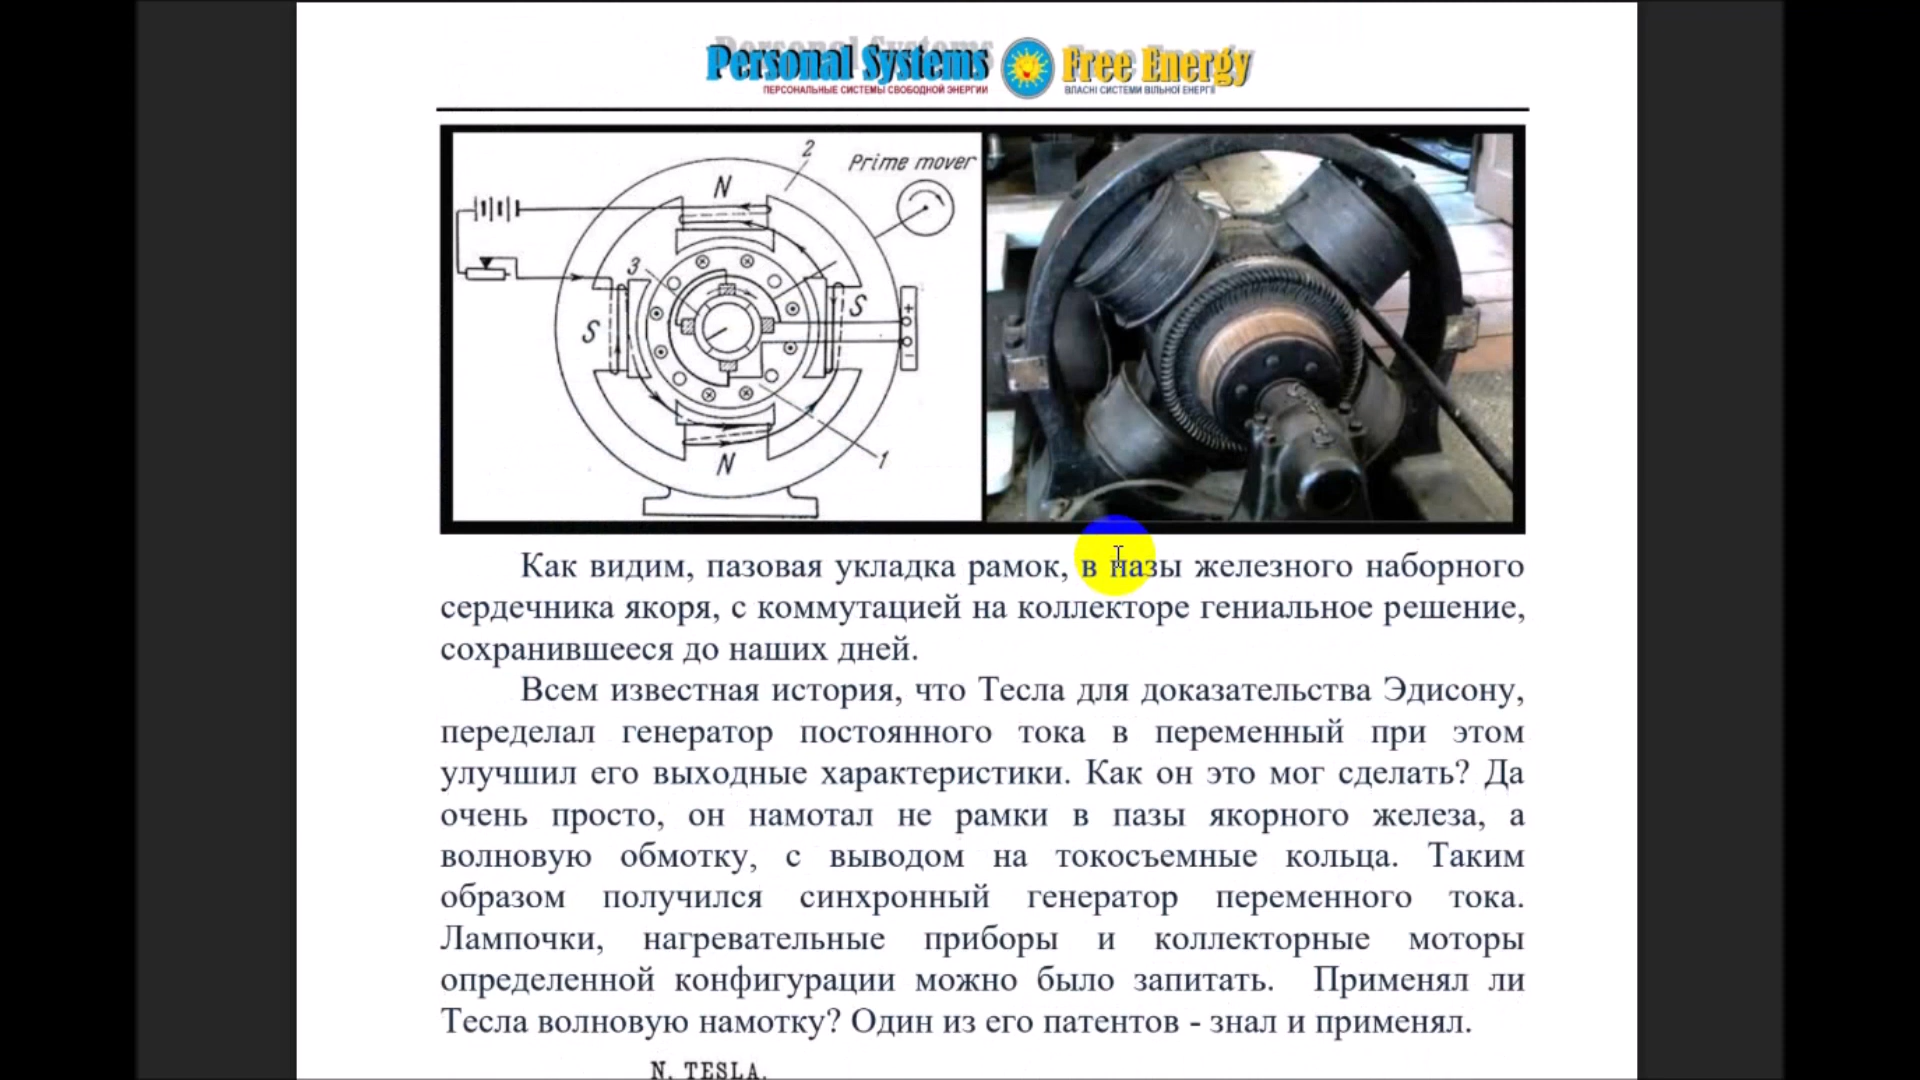 Personal Systems Free Energy
ПЕРСОНАЛЬНЫЕ СИСТЕМЫ СВОБОДНОЙ ЭНЕРГИИ ВЛАСНІ СИСТЕМИ ВІЛЬНОЇ ЕНЕРГІЇ
2
Prime mover
N
3
S
S
+
-
N
1
Как видим, пазовая укладка рамок, в пазы железного наборного
сердечника якоря, с коммутацией на коллекторе гениальное решение,
сохранившееся до наших дней.
Всем известная история, что Тесла для доказательства Эдисону,
переделал генератор постоянного тока в переменный при этом
улучшил его выходные характеристики. Как он это мог сделать? Да
очень просто, он намотал не рамки в пазы якорного железа, а
волновую обмотку, с выводом на токосъемные кольца. Таким
образом получился синхронный генератор переменного тока.
Лампочки, нагревательные приборы и коллекторные моторы
определенной конфигурации можно было запитать. Применял ли
Тесла волновую намотку? Один из его патентов - знал и применял.
N. TESLA.